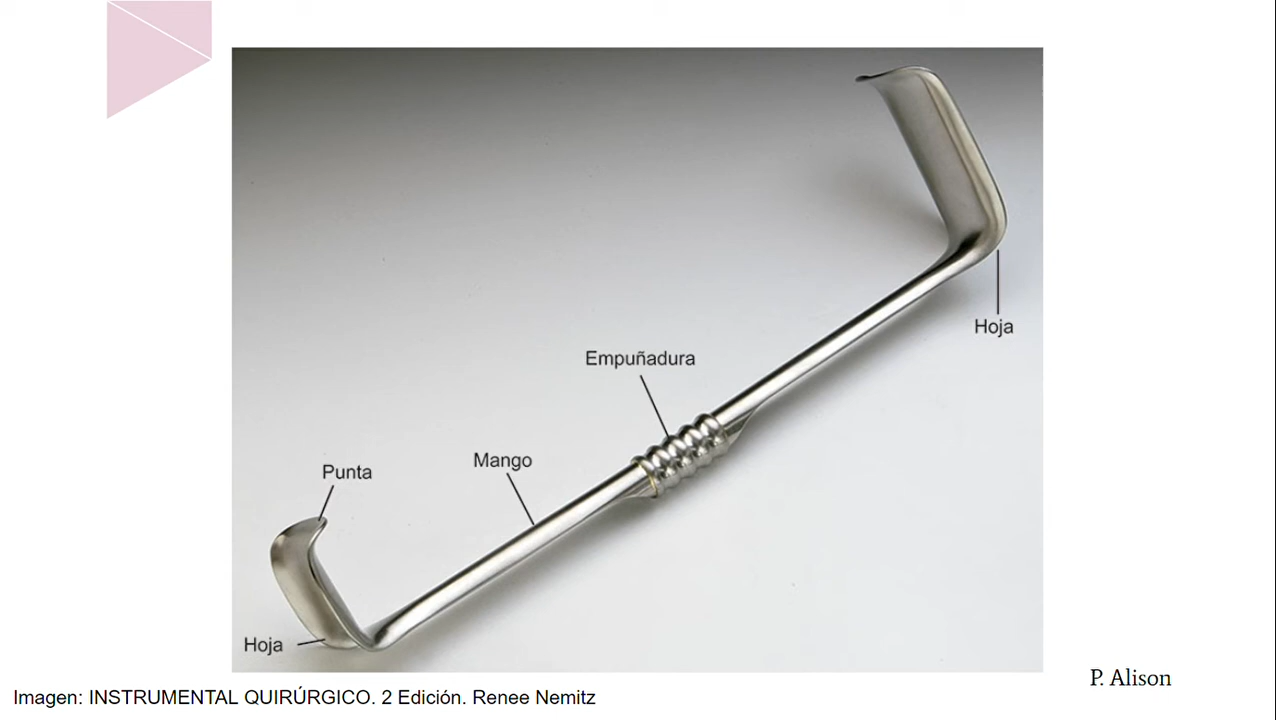 Hoja
Empuñadura
Mango
Punta
Hoja
P. Alison
Imagen: INSTRUMENTAL QUIRÚRGICO. 2 Edición. Renee Nemitz